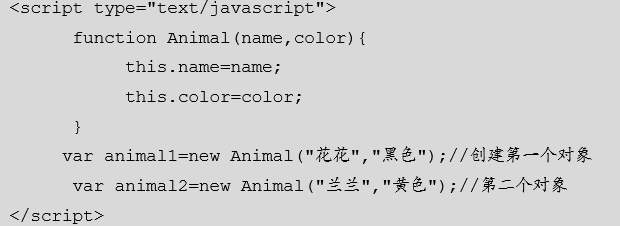 <script type="text/javascript">
function Animal(name,color){
this.name=name;
this.color=color;
}
var animal1=new Animal("花花","黑色");//创建第一个对象
var animal2=new Animal("兰兰","黄色");//第二个对象
</script>